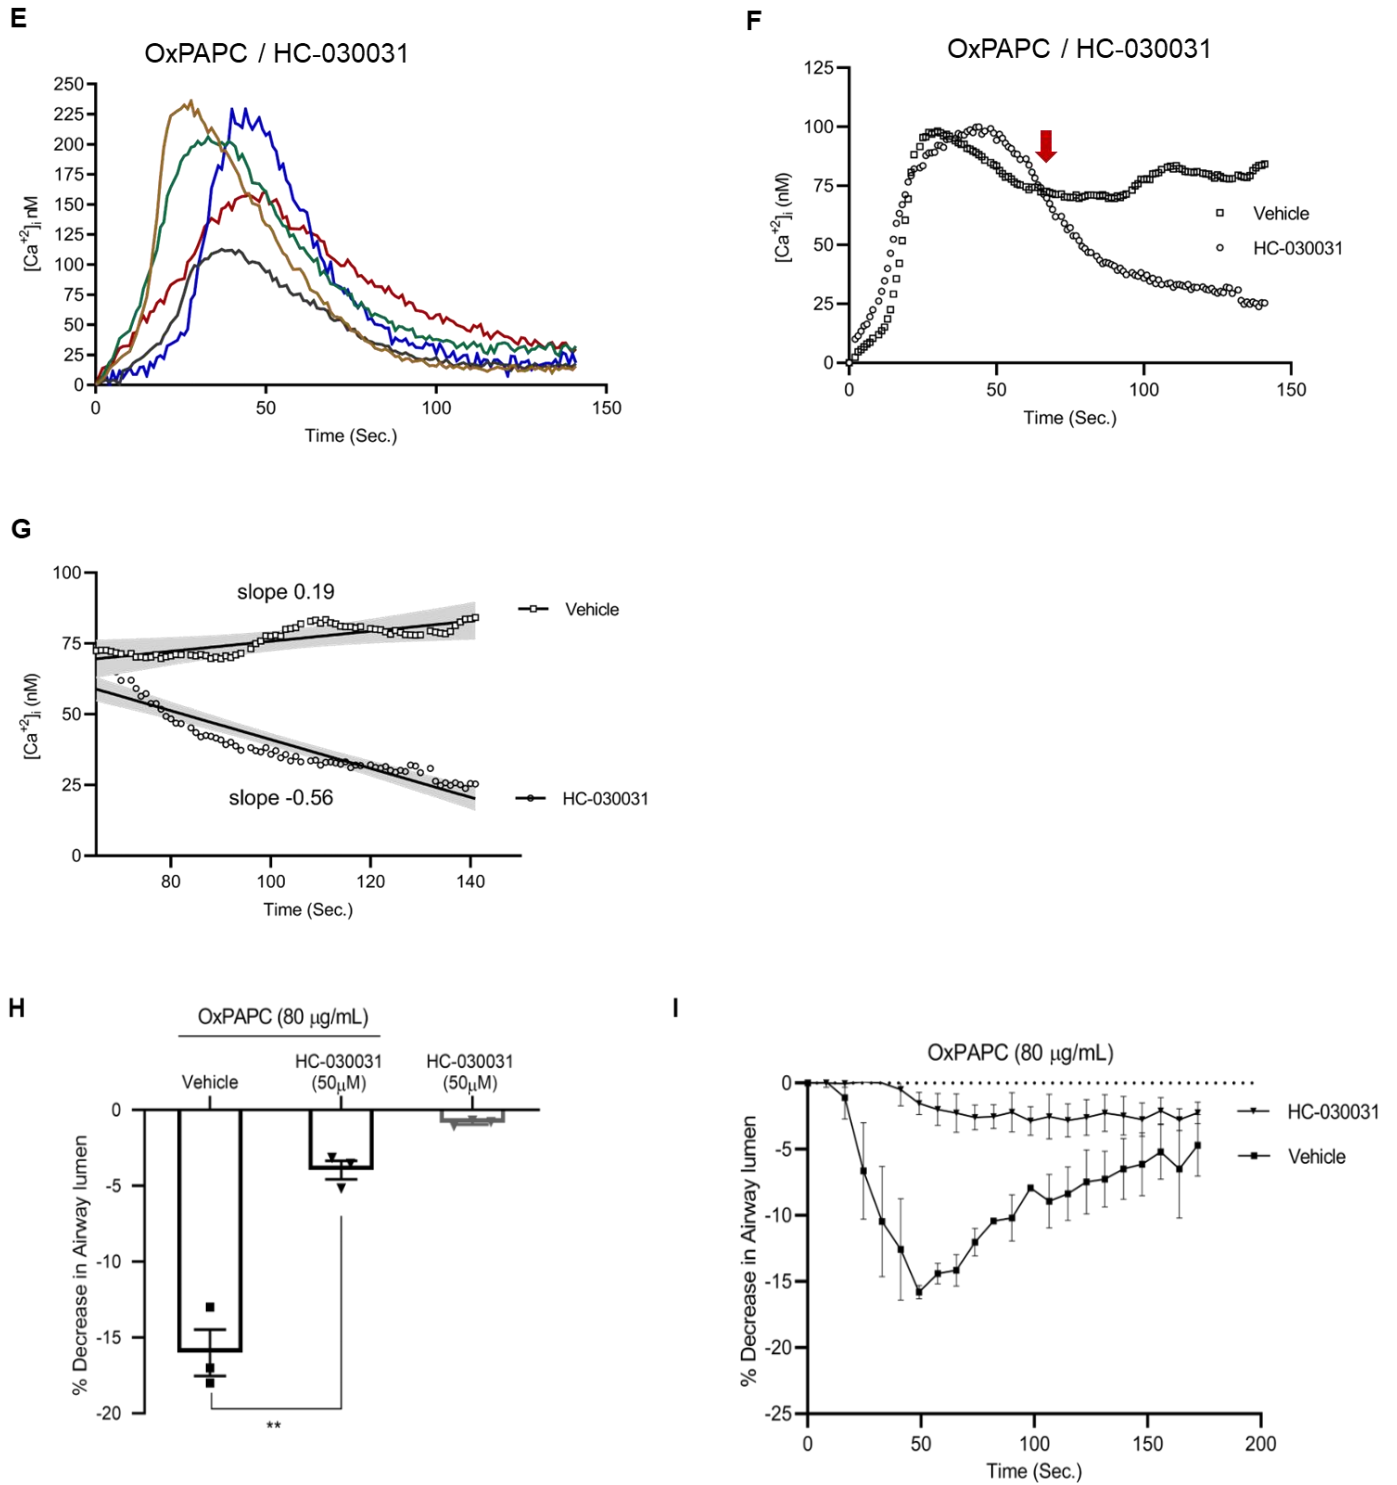 E
OxPAPC / HC-030031
250
225
200
175
150
125
100
75
50
25
0
[Ca+2]i nM
0 50 100 150
Time (Sec.)
F
OxPAPC / HC-030031
125
100
75
50
25
0
[Ca+2]i (nM)
Vehicle
HC-030031
0 50 100 150
Time (Sec.)
G
100
75
50
25
0
[Ca+2]i (nM)
slope 0.19
Vehicle
slope -0.56
HC-030031
80 100 120 140
Time (Sec.)
H
OxPAPC (80 μg/mL)
Vehicle
HC-030031
(50μM)
HC-030031
(50μM)
0
-5
-10
-15
-20
% Decrease in Airway lumen
**
I
OxPAPC (80 μg/mL)
0
-5
-10
-15
-20
-25
% Decrease in Airway lumen
HC-030031
Vehicle
0 50 100 150 200
Time (Sec.)